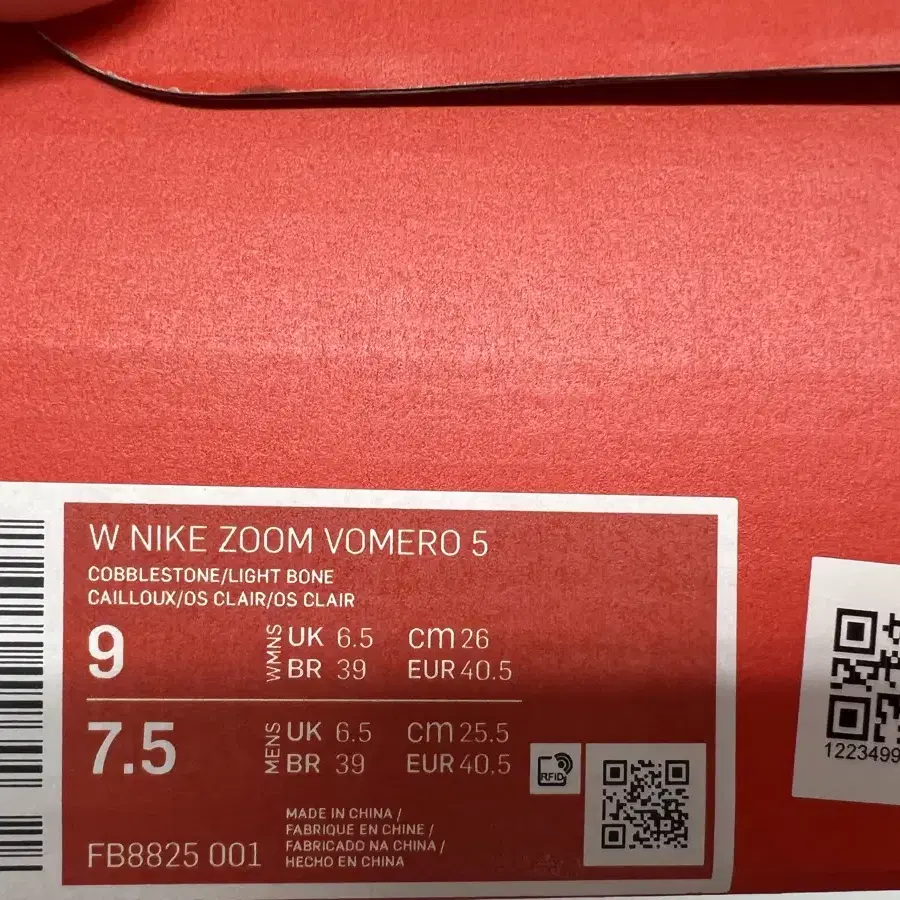 W NIKE ZOOM VOMERO 5
COBBLESTONE/LIGHT BONE
CAILLOUX/OS CLAIR/OS CLAIR
9 WMNS UK 6.5 cm 26
BR 39 EUR 40.5
7.5 MENS UK 6.5 cm 25.5
BR 39 EUR 40.5
RFID
MADE IN CHINA /
FABRIQUE EN CHINE /
FABRICADO NA CHINA /
HECHO EN CHINA
FB8825 001
1223499